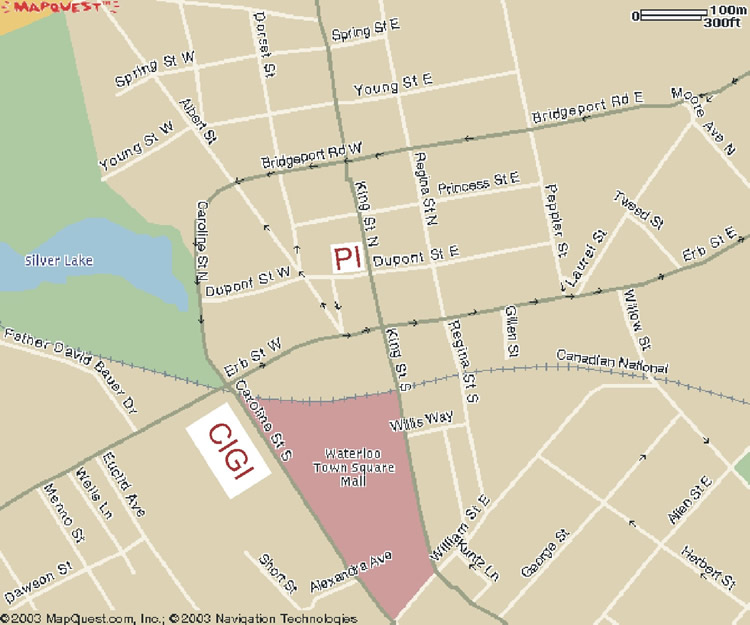 MAPQUEST
0 100m
300ft
Spring St E
Dorset St
Spring St W
Young St E
Albert St
Bridgeport Rd E
Moore Ave N
Young St W
Bridgeport Rd W
Regina St N
Princess St E
King St N
Peppler St
Tweed St
Caroline St N
Laurel St
Erb St E
PI
Dupont St E
Silver Lake
Dupont St W
Willow St
Gillen St
Father David Bauer Dr
Erb St W
King St S
Regina St S
Canadian National
Caroline St S
Willis Way
CIGI
Waterloo
Town Square
Mall
Euclid Ave
Wells Ln
Menno St
Allen St E
William St E
George St
Kuntz Ln
Herbert St
Short St
Alexandra Ave
Dawson St
©2003 MapQuest.com, Inc.; ©2003 Navigation Technologies